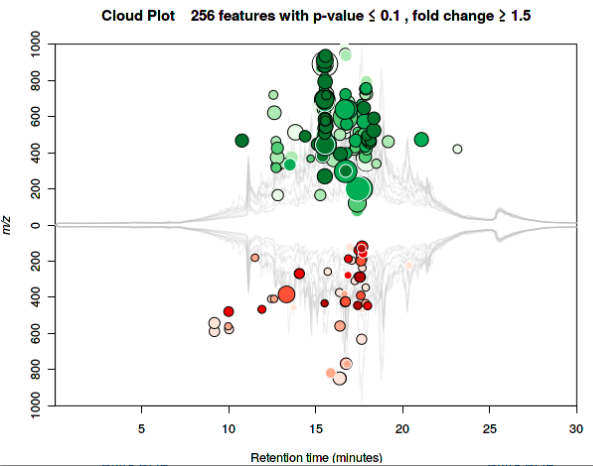 Cloud Plot 256 features with p-value ≤ 0.1 , fold change ≥ 1.5
1000
800
600
400
200
0
200
400
600
800
1000
m/z
5 10 15 20 25 30
Retention time (minutes)